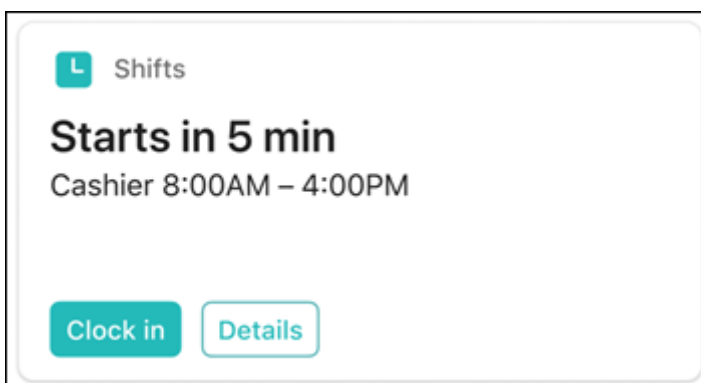 Shifts
Starts in 5 min
Cashier 8:00AM – 4:00PM
Clock in
Details